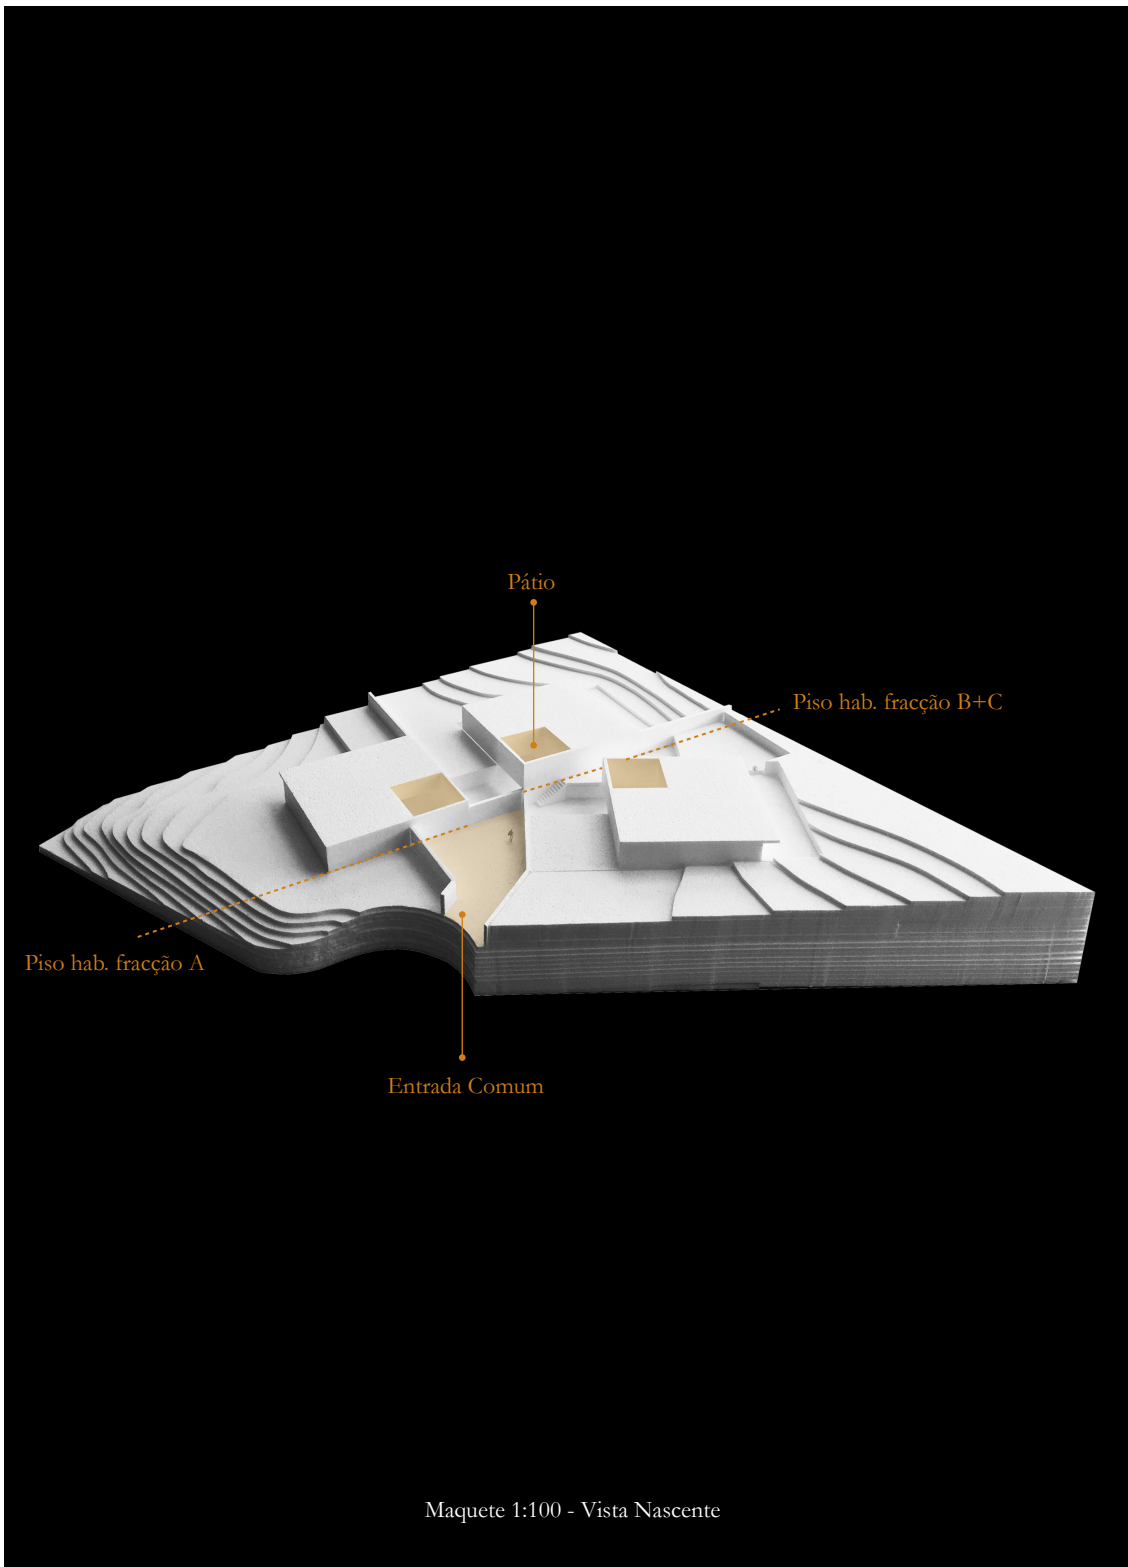 Pátio
Piso hab. fracção B+C
Piso hab. fracção A
Entrada Comum
Maquete 1:100 - Vista Nascente